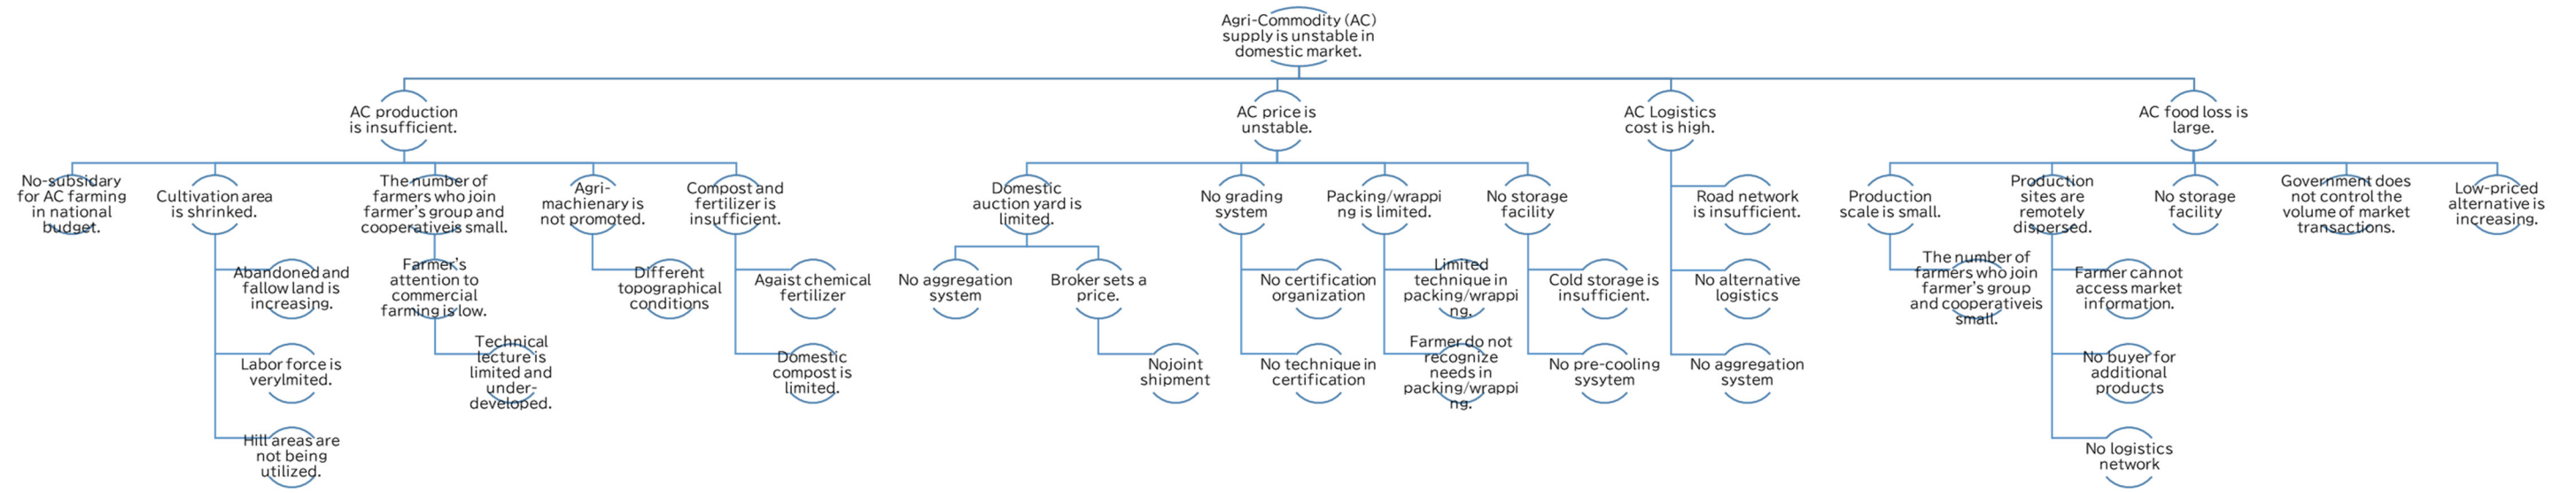 Agri-Commodity (AC)
supply is unstable in
domestic market.
AC production
is insufficient.
AC price is
unstable.
AC Logistics
cost is high.
AC food loss is
large.
No-subsidary
for AC farming
in national
budget.
Cultivation area
is shrinked.
The number of
farmers who join
farmer's group and
cooperativeis small.
Agri-
machienary is
not promoted.
Compost and
fertilizer is
insufficient.
Domestic
auction yard is
limited.
No grading
system
Packing/wrappi
ng is limited.
No storage
facility
Road network
is insufficient.
Production
scale is small.
Production
sites are
remotely
dispersed.
No storage
facility
Government does
not control the
volume of market
transactions.
Low-priced
alternative is
increasing.
Abandoned and
fallow land is
increasing.
Farmer's
attention to
commercial
farming is low.
Different
topographical
conditions
Agaist chemical
fertilizer
No aggregation
system
Broker sets a
price.
No certification
organization
Limited
technique in
packing/wrappi
ng.
Cold storage is
insufficient.
No alternative
logistics
The number of
farmers who join
farmer's group
and cooperativeis
small.
Farmer cannot
access market
information.
Labor force is
verylmited.
Technical
lecture is
limited and
under-
developed.
Domestic
compost is
limited.
Nojoint
shipment
No technique in
certification
Farmer do not
recognize
needs in
packing/wrappi
ng.
No pre-cooling
sysytem
No aggregation
system
No buyer for
additional
products
Hill areas are
not being
utilized.
No logistics
network